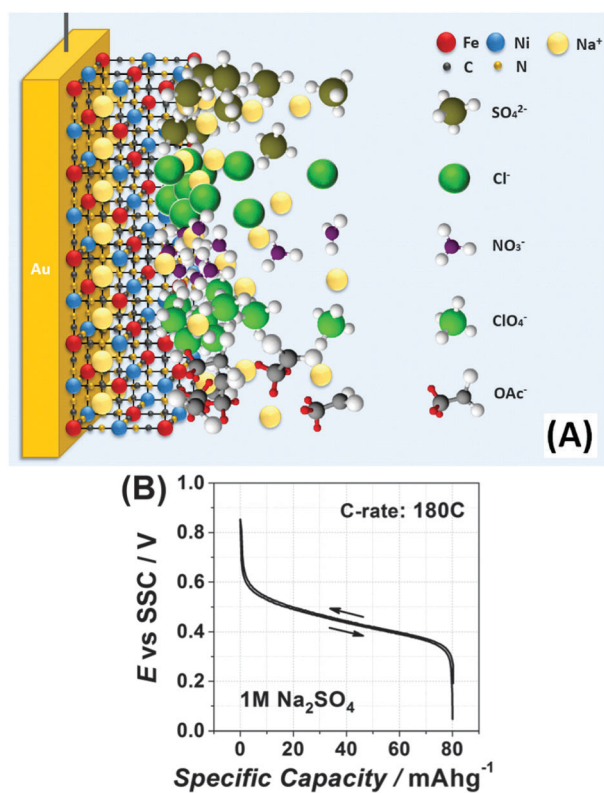 Fe Ni Na⁺
C N
SO₄²⁻
Cl⁻
NO₃⁻
ClO₄⁻
OAc⁻
Au
(A)
(B)
C-rate: 180C
1M Na₂SO₄
E vs SSC / V
1.0
0.8
0.6
0.4
0.2
0.0
0 20 40 60 80
Specific Capacity / mAhg⁻¹